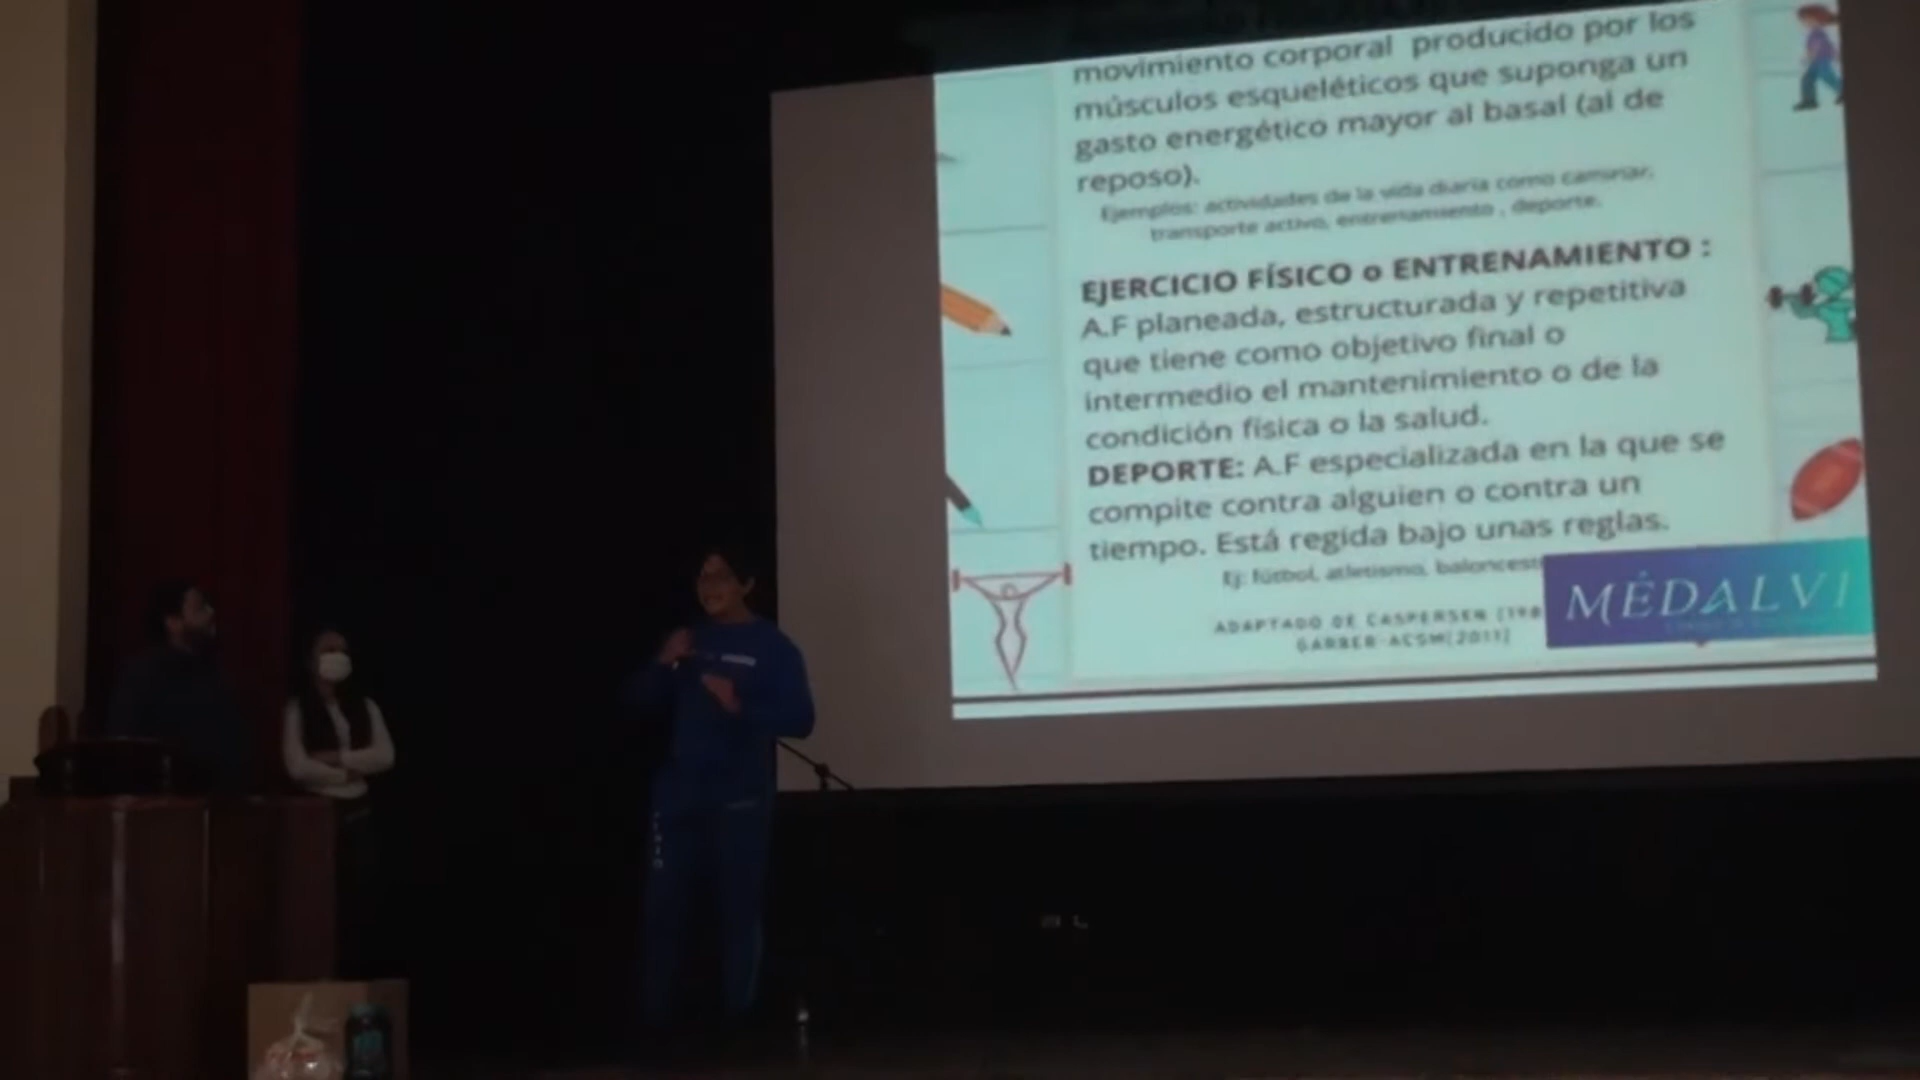 movimiento corporal producido por los
músculos esqueléticos que suponga un
gasto energético mayor al basal (al de
reposo).
Ejemplos: actividades de la vida diaria como caminar,
transporte activo, entrenamiento , deporte.
EJERCICIO FÍSICO o ENTRENAMIENTO :
A.F planeada, estructurada y repetitiva
que tiene como objetivo final o
intermedio el mantenimiento o de la
condición física o la salud.
DEPORTE: A.F especializada en la que se
compite contra alguien o contra un
tiempo. Está regida bajo unas reglas.
Ej: fútbol, atletismo, baloncest
ADAPTADO DE CASPERSEN (198
GARBER-ACSM(2011)
MÉDALVI